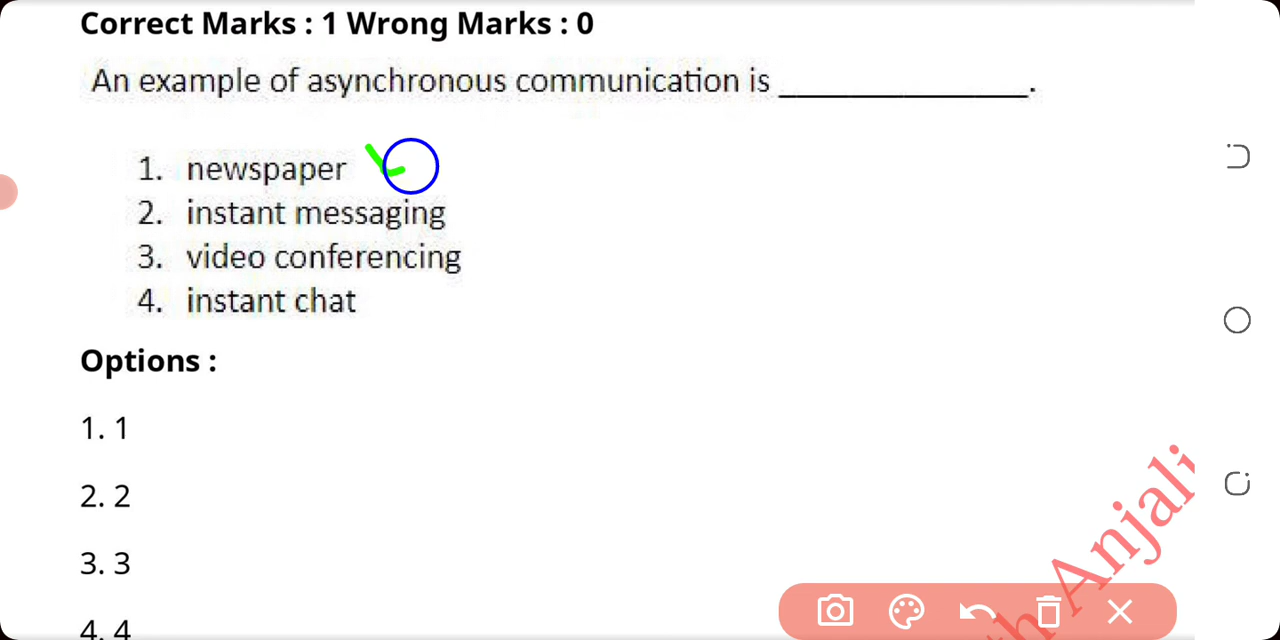 Correct Marks : 1 Wrong Marks : 0
An example of asynchronous communication is ________________.
1. newspaper
2. instant messaging
3. video conferencing
4. instant chat
Options :
1. 1
2. 2
3. 3
4. 4
Anjali